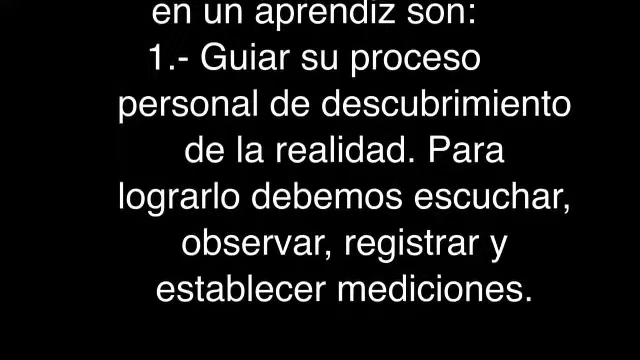 en un aprendiz son:
1.- Guiar su proceso
personal de descubrimiento
de la realidad. Para
lograrlo debemos escuchar,
observar, registrar y
establecer mediciones.